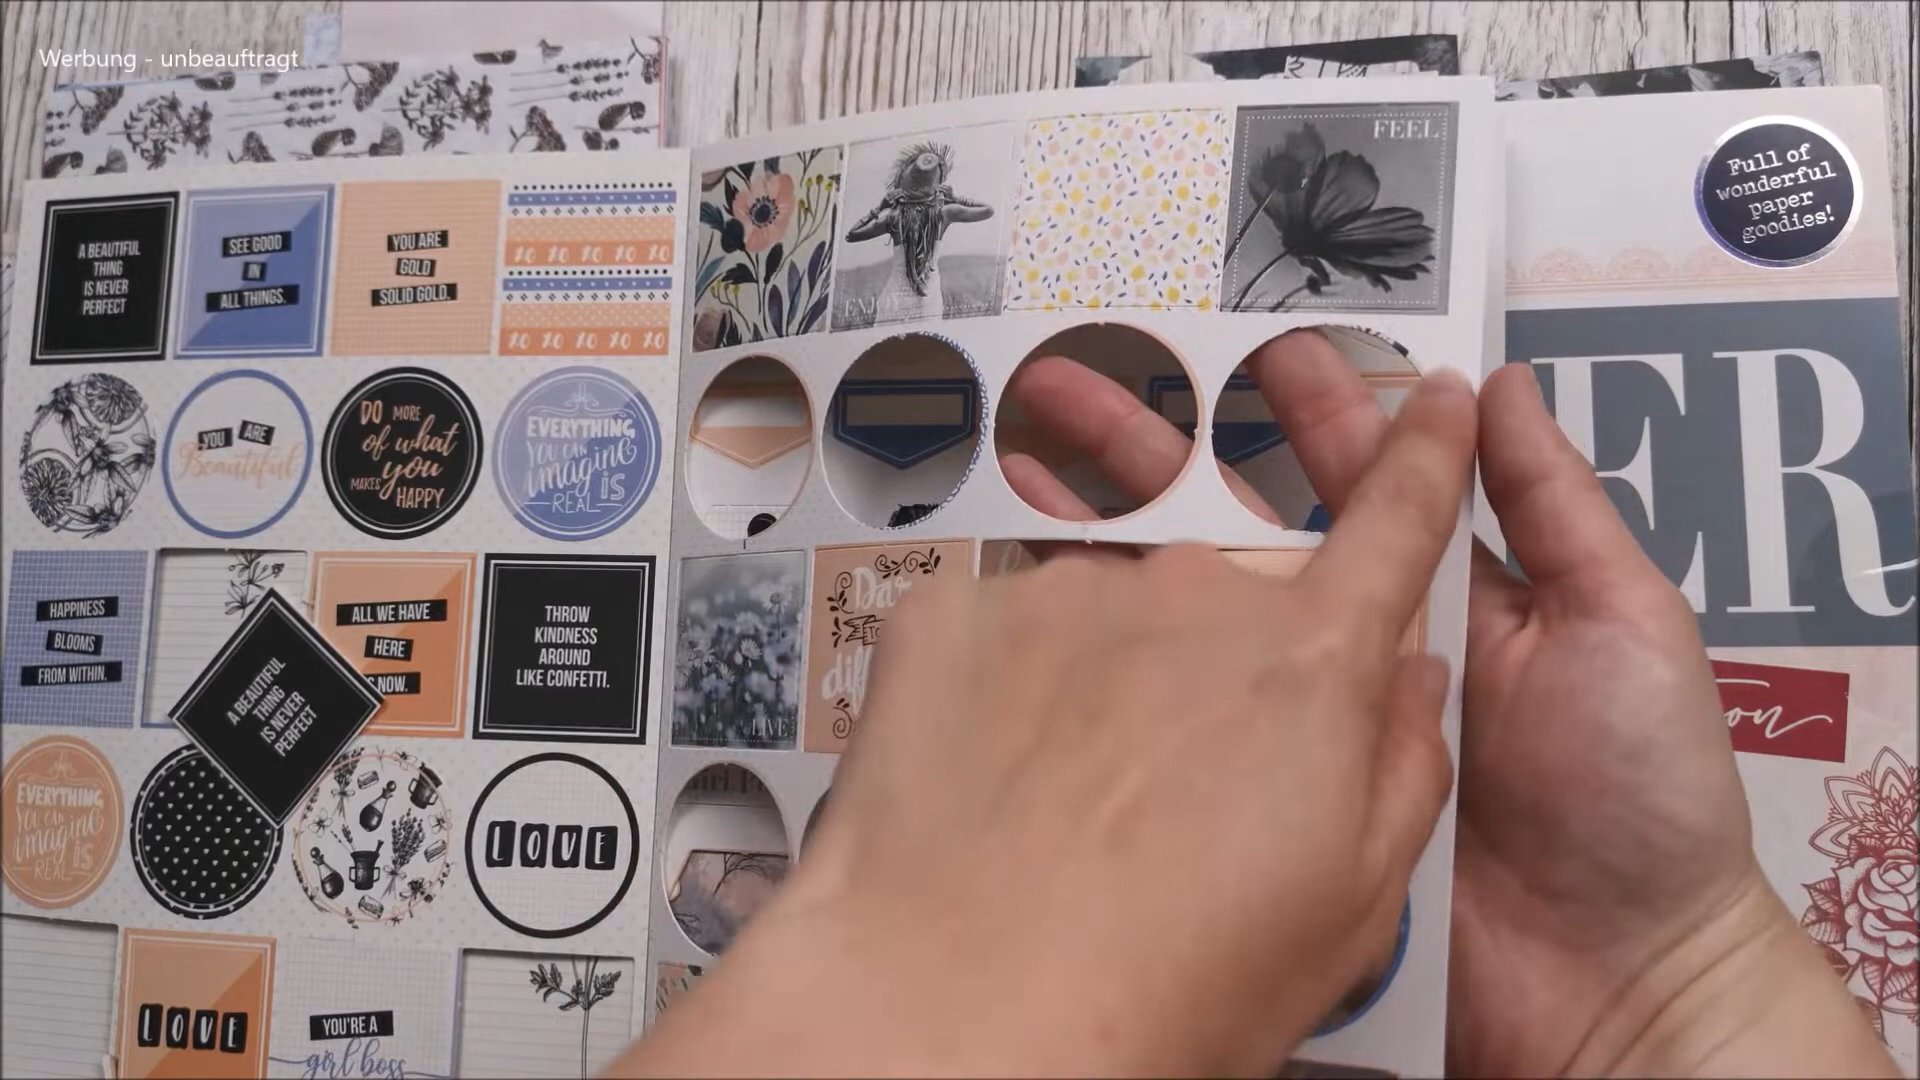 Werbung - unbeauftragt
Full of
wonderful
paper
goodies!
FEEL
ENJOY
A BEAUTIFUL
THING
IS NEVER
PERFECT
SEE GOOD
IN
ALL THINGS.
YOU ARE
GOLD
SOLID GOLD.
XO XO XO XO XO
XO XO XO XO XO
YOU ARE
Beautiful
DO MORE
of what
you
MAKES HAPPY
EVERYTHING
YOU CAN
imagine
IS
REAL
ER
HAPPINESS
BLOOMS
FROM WITHIN.
ALL WE HAVE
HERE
IS NOW.
THROW
KINDNESS
AROUND
LIKE CONFETTI.
A BEAUTIFUL
THING
IS NEVER
PERFECT
LIVE
EVERYTHING
YOU CAN
imagine
IS
REAL
LOVE
LOVE
YOU'RE A
girl boss